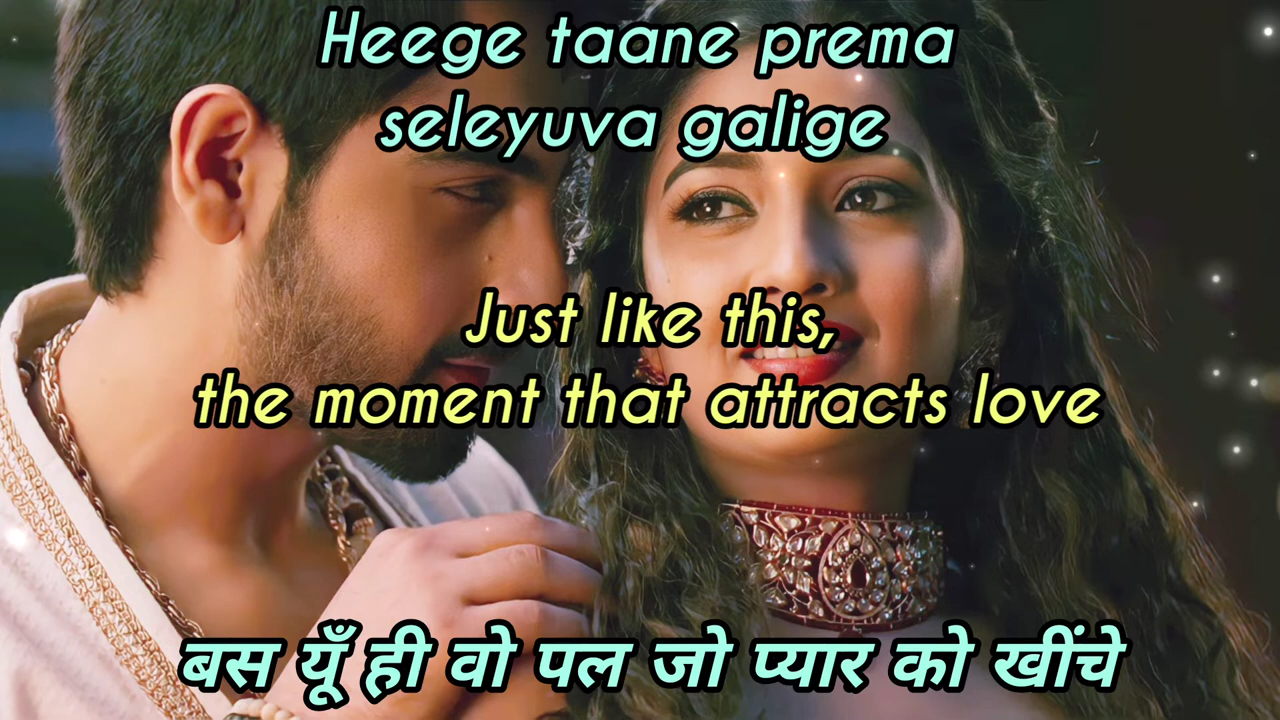 Heege taane prema
seleyuva galige
Just like this,
the moment that attracts love
बस यूँ ही वो पल जो प्यार को खींचे